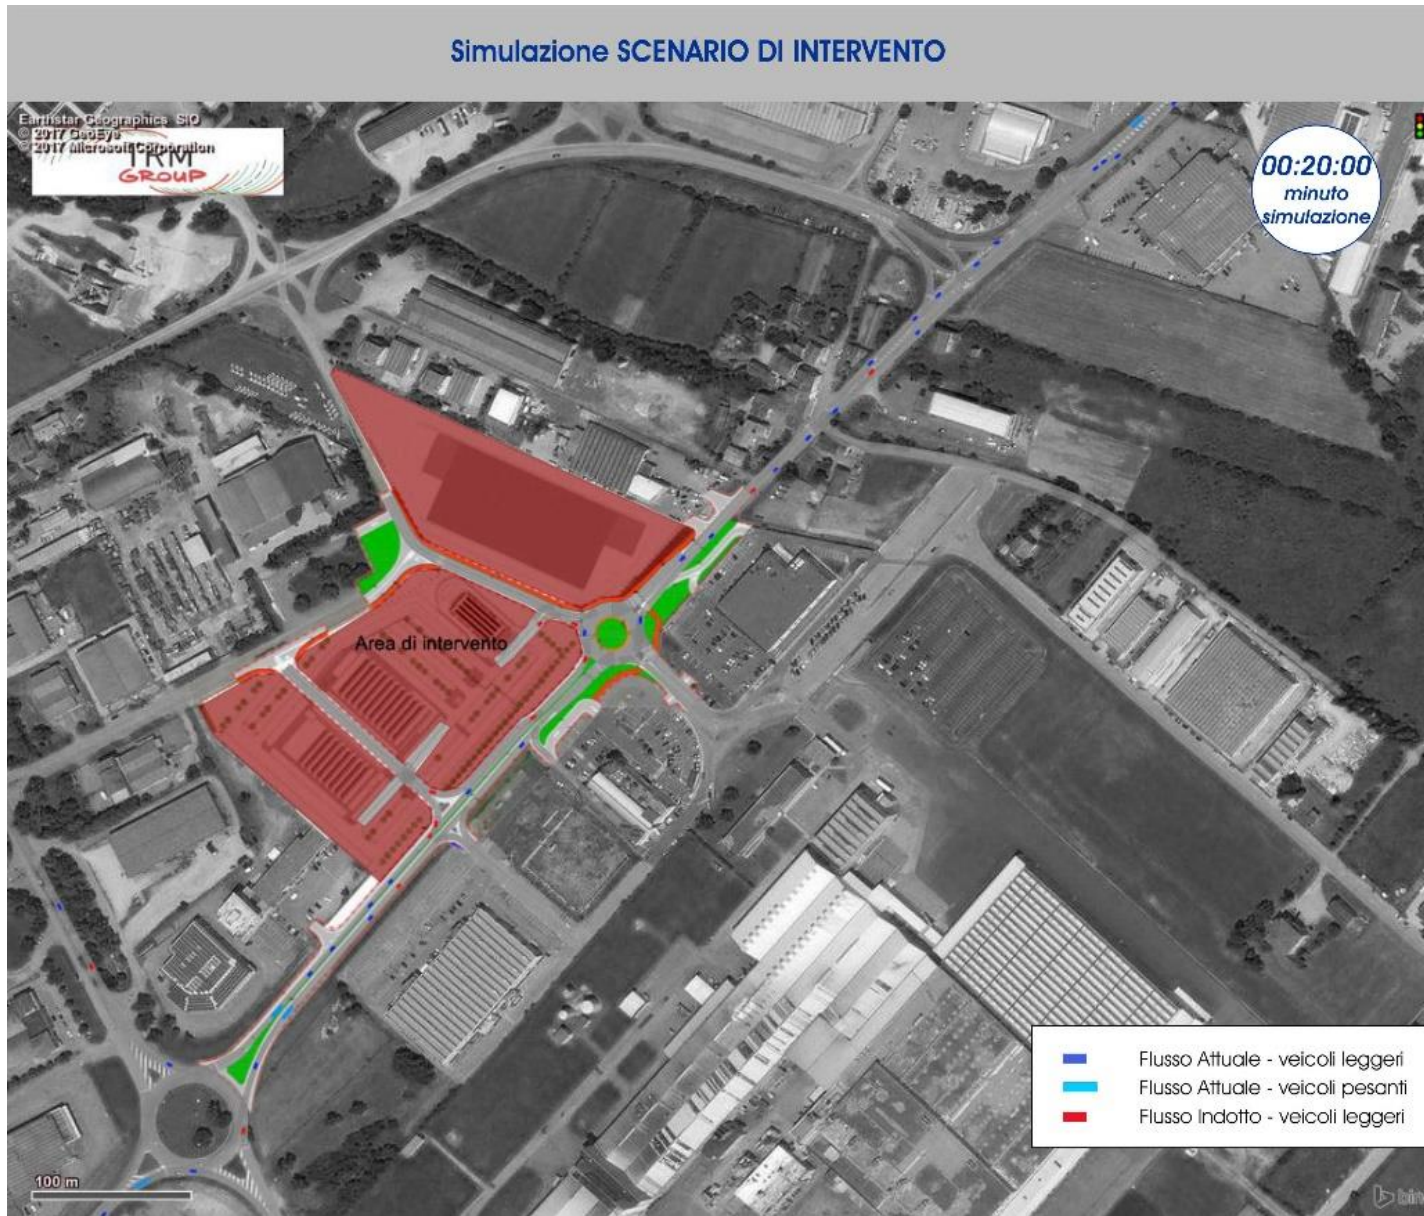 Simulazione SCENARIO DI INTERVENTO
Earthstar Geographics SIO
© 2017 GeoEye
© 2017 Microsoft Corporation
TRM
GROUP
00:20:00
minuto
simulazione
Area di intervento
Flusso Attuale - veicoli leggeri
Flusso Attuale - veicoli pesanti
Flusso Indotto - veicoli leggeri
100 m
bin